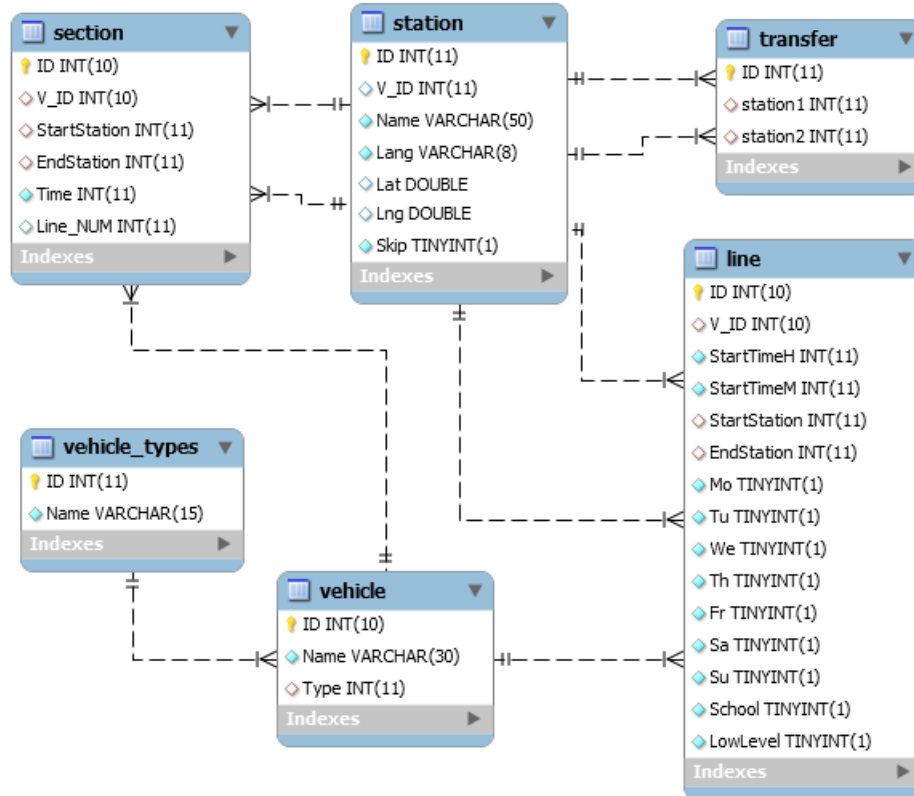 section
ID INT(10)
V_ID INT(10)
StartStation INT(11)
EndStation INT(11)
Time INT(11)
Line_NUM INT(11)
Indexes
station
ID INT(11)
V_ID INT(11)
Name VARCHAR(50)
Lang VARCHAR(8)
Lat DOUBLE
Lng DOUBLE
Skip TINYINT(1)
Indexes
transfer
ID INT(11)
station1 INT(11)
station2 INT(11)
Indexes
line
ID INT(10)
V_ID INT(10)
StartTimeH INT(11)
StartTimeM INT(11)
StartStation INT(11)
EndStation INT(11)
Mo TINYINT(1)
Tu TINYINT(1)
We TINYINT(1)
Th TINYINT(1)
Fr TINYINT(1)
Sa TINYINT(1)
Su TINYINT(1)
School TINYINT(1)
LowLevel TINYINT(1)
Indexes
vehicle_types
ID INT(11)
Name VARCHAR(15)
Indexes
vehicle
ID INT(10)
Name VARCHAR(30)
Type INT(11)
Indexes